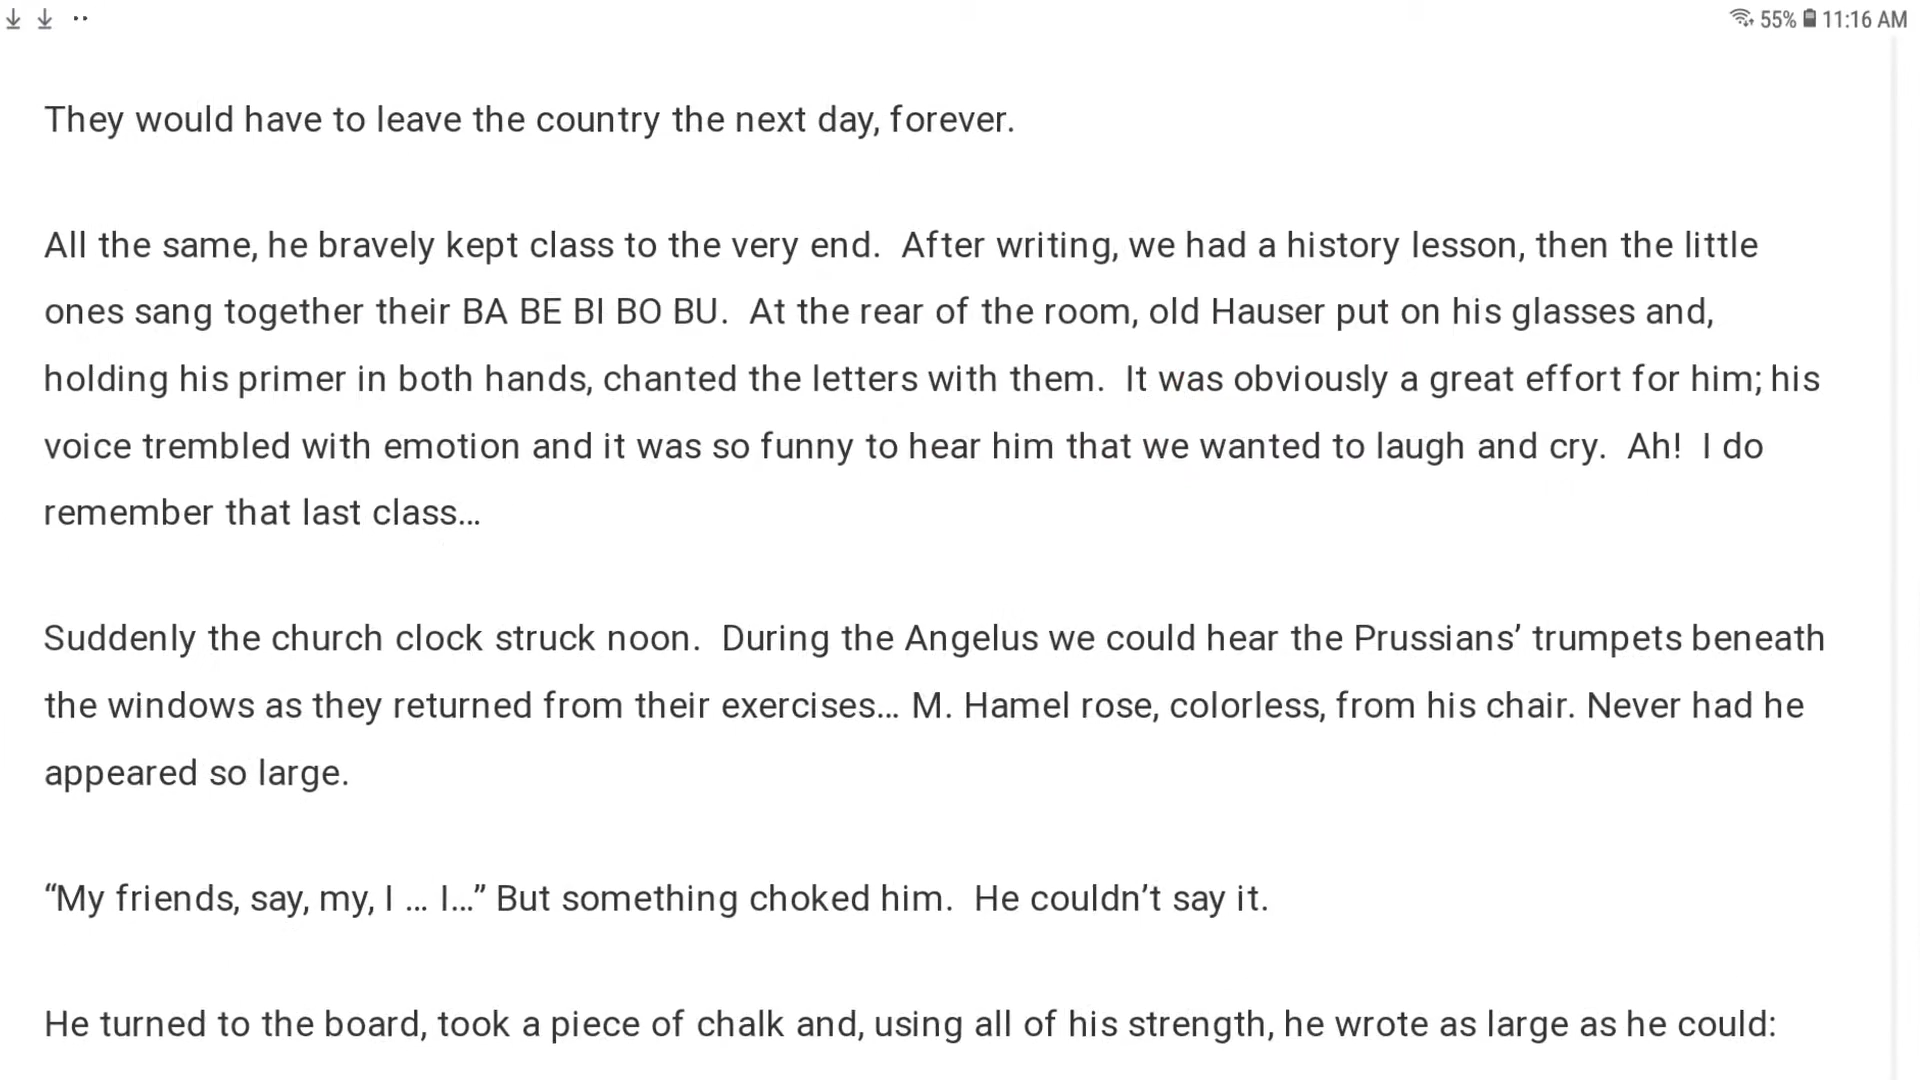 55% 11:16 AM
They would have to leave the country the next day, forever.
All the same, he bravely kept class to the very end.  After writing, we had a history lesson, then the little
ones sang together their BA BE BI BO BU.  At the rear of the room, old Hauser put on his glasses and,
holding his primer in both hands, chanted the letters with them.  It was obviously a great effort for him; his
voice trembled with emotion and it was so funny to hear him that we wanted to laugh and cry.  Ah!  I do
remember that last class…
Suddenly the church clock struck noon.  During the Angelus we could hear the Prussians’ trumpets beneath
the windows as they returned from their exercises… M. Hamel rose, colorless, from his chair. Never had he
appeared so large.
“My friends, say, my, I … I…” But something choked him.  He couldn’t say it.
He turned to the board, took a piece of chalk and, using all of his strength, he wrote as large as he could: